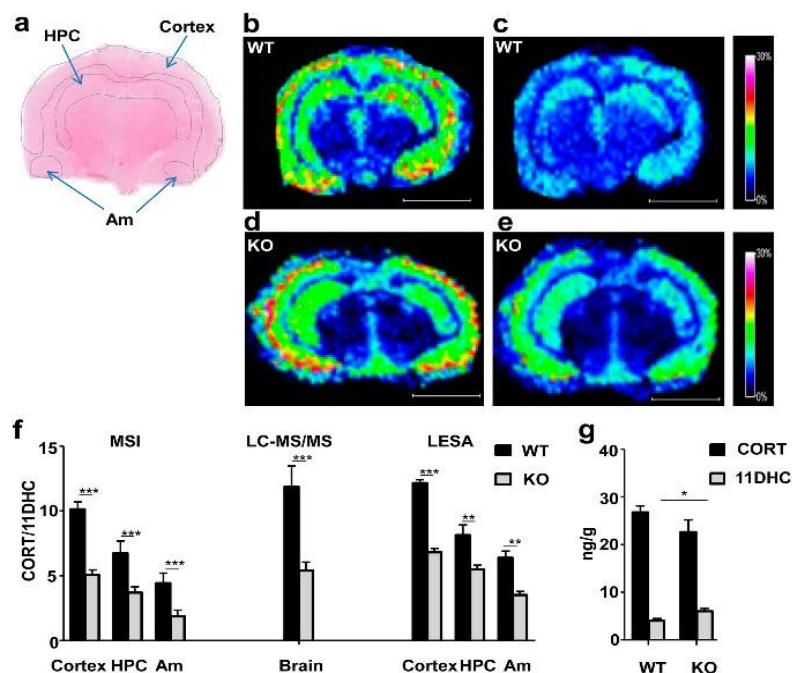 a
HPC
Cortex
Am
b
WT
c
WT
30%
0%
d
KO
e
KO
30%
0%
f
MSI
LC-MS/MS
LESA
WT
KO
CORT/11DHC
15
10
5
0
***
***
***
***
***
**
**
Cortex HPC Am
Brain
Cortex HPC Am
g
CORT
11DHC
ng/g
40
30
20
10
0
*
WT KO